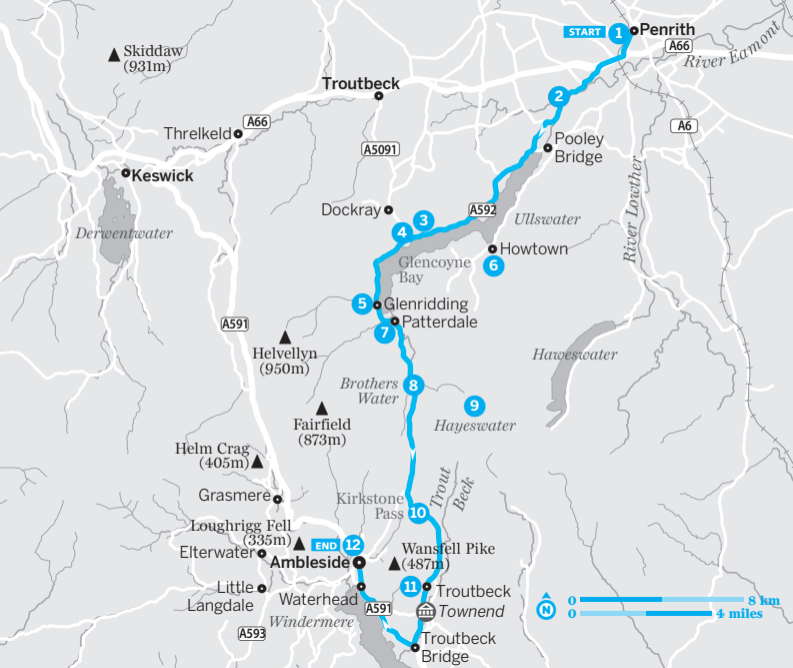 START 1 Penrith
A66
River Eamont
Skiddaw
(931m)
Troutbeck
2
A66
A6
Threlkeld
Pooley
Bridge
A5091
Keswick
River Lowther
Dockray
A592
3
Ullswater
4
Derwentwater
Howtown
Glencoyne
Bay
6
5 Glenridding
A591
7 Patterdale
Helvellyn
(950m)
Haweswater
Brothers
Water
8
9
Hayeswater
Fairfield
(873m)
Helm Crag
(405m)
Trout
Beck
Grasmere
Kirkstone
Pass
10
Loughrigg Fell
(335m)
END 12
Wansfell Pike
(487m)
Elterwater
Ambleside
11 Troutbeck
Little
Langdale
Waterhead
A591
Townend
N
0 8 km
0 4 miles
Windermere
A593
Troutbeck
Bridge